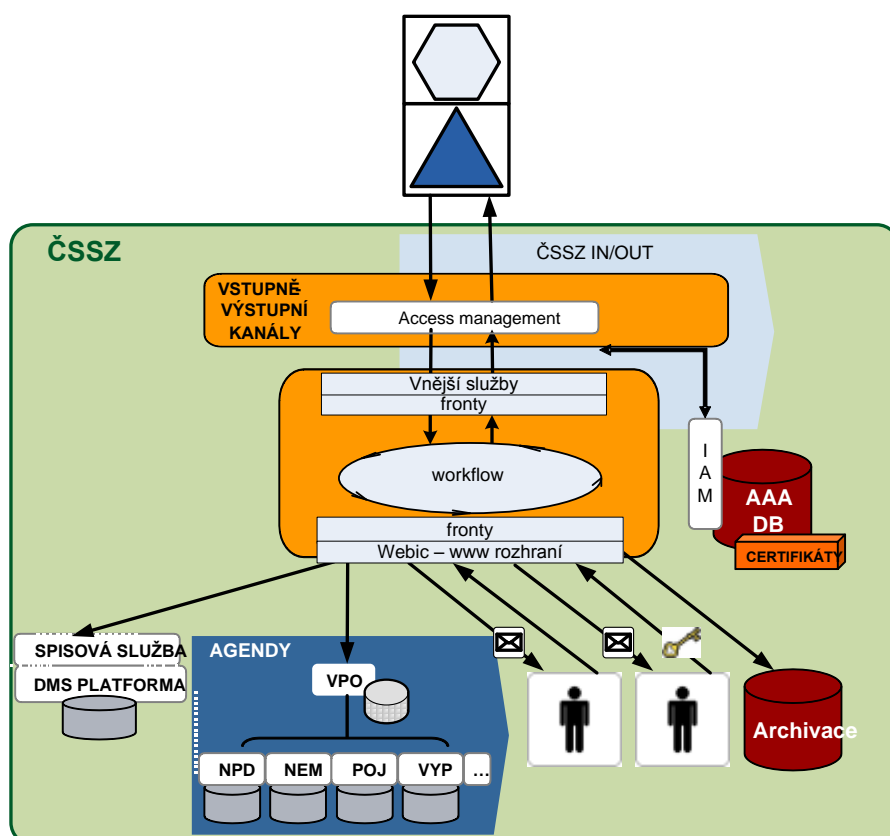 ČSSZ
ČSSZ IN/OUT
VSTUPNĚ-
VÝSTUPNÍ
KANÁLY
Access management
Vnější služby
fronty
workflow
fronty
Webic – www rozhraní
I
A
M
AAA
DB
CERTIFIKÁTY
SPISOVÁ SLUŽBA
DMS PLATFORMA
AGENDY
VPO
NPD
NEM
POJ
VYP
...
Archivace